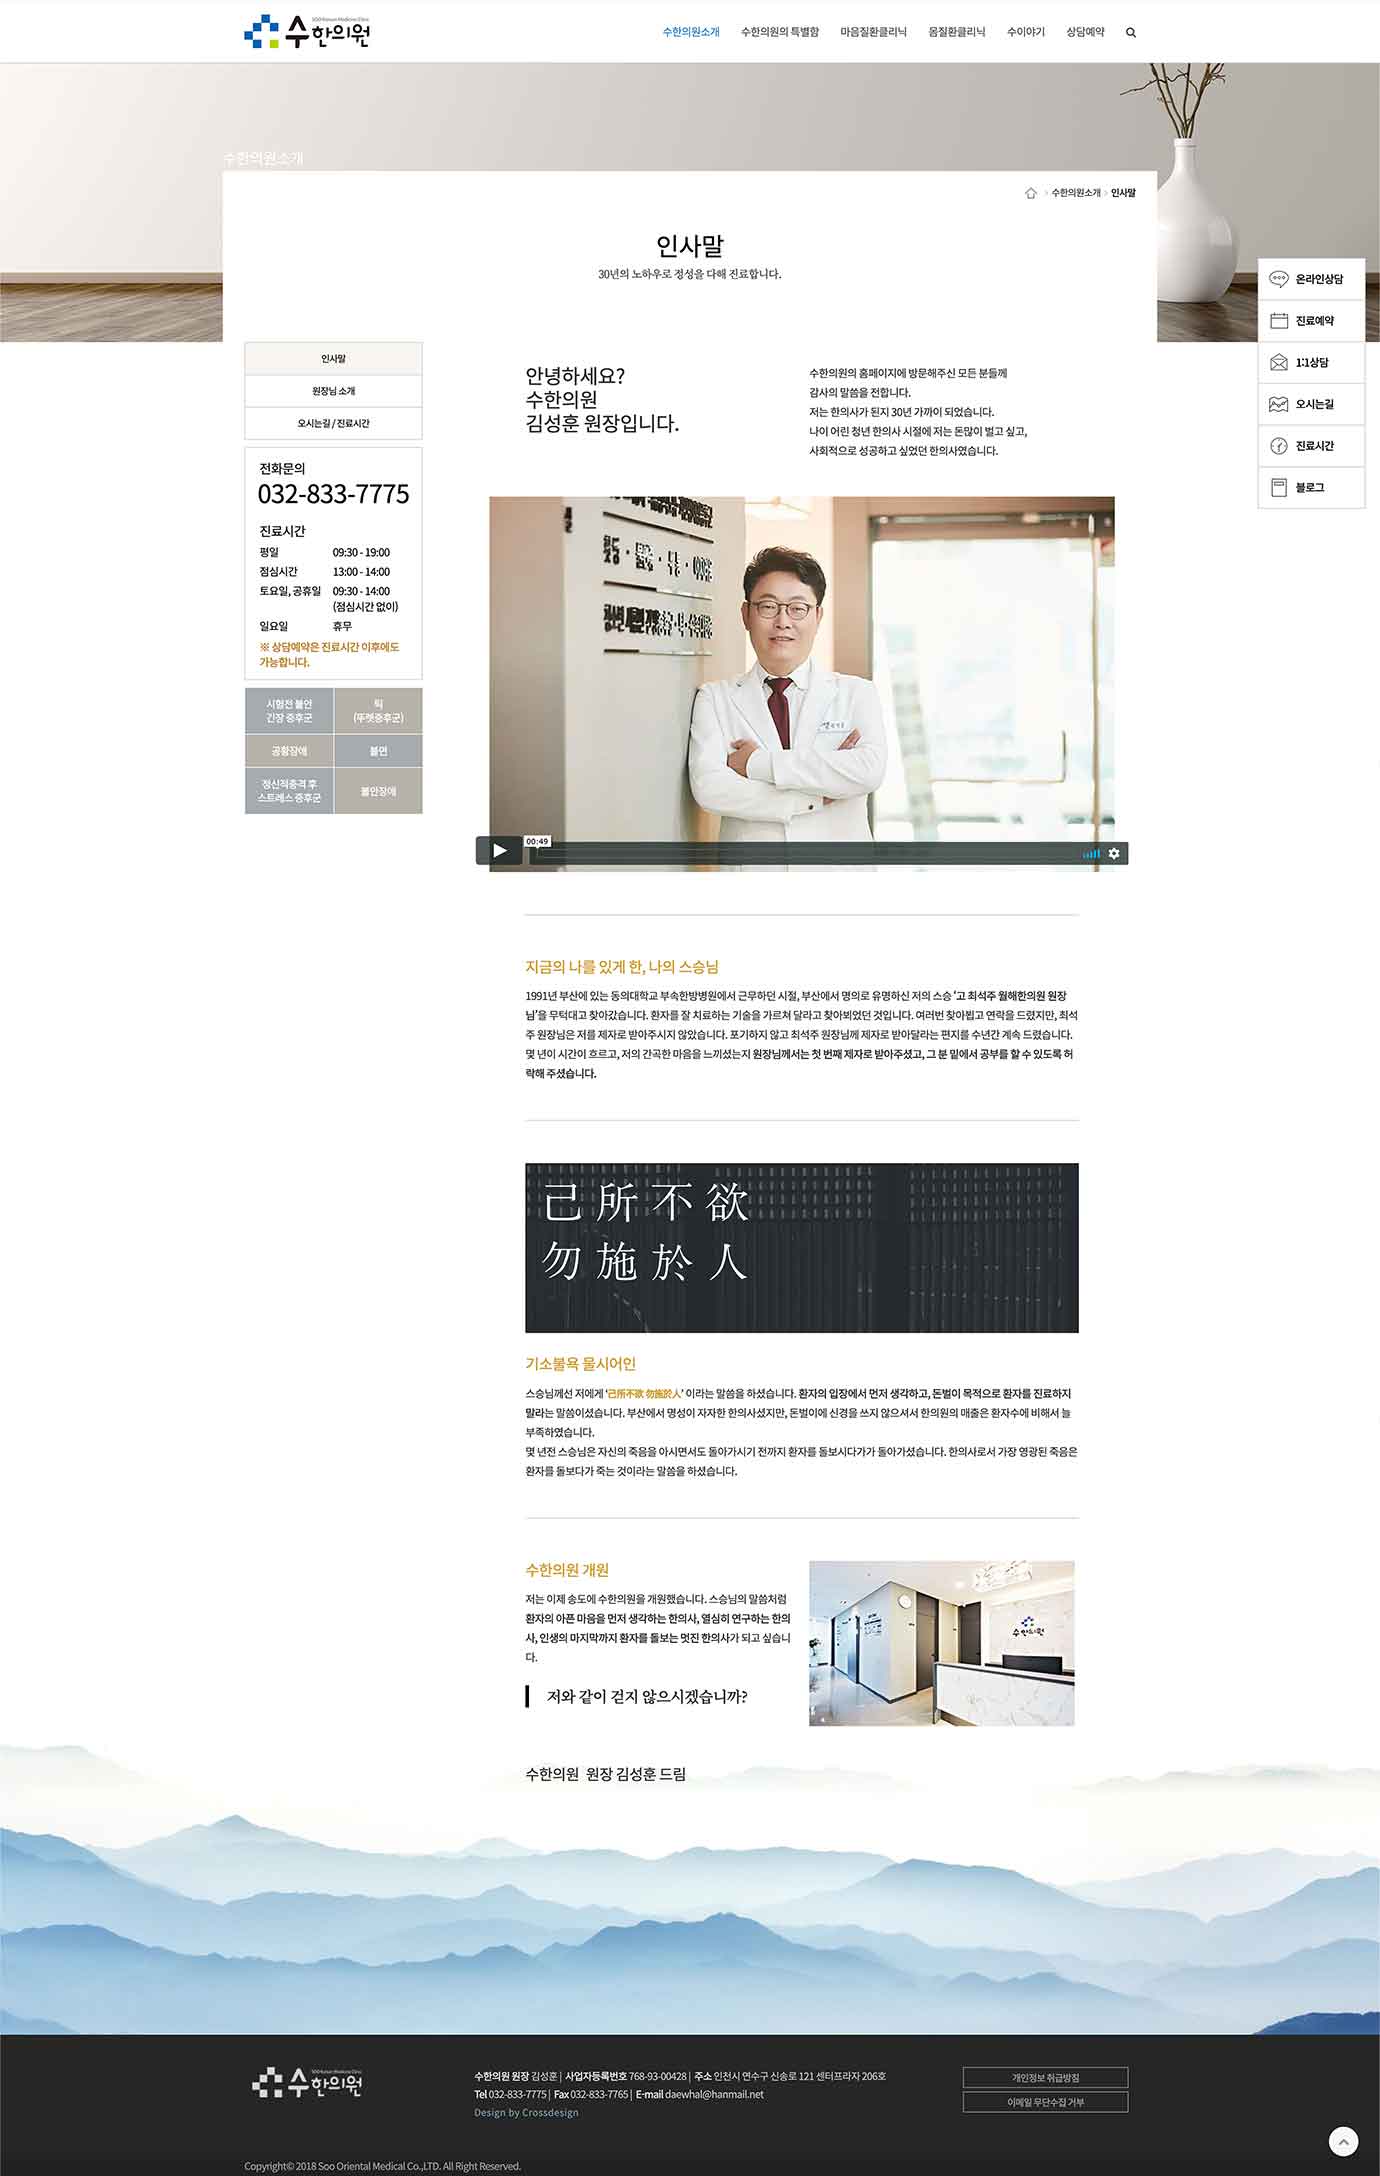 SOO Korean Medicine Clinic
수한의원
수한의원소개 수한의원의 특별함 마음질환클리닉 몸질환클리닉 수이야기 상담예약
수한의원소개
수한의원소개 > 인사말
인사말
30년의 노하우로 정성을 다해 진료합니다.
온라인상담
진료예약
1:1상담
오시는길
진료시간
블로그
인사말
원장님 소개
오시는길 / 진료시간
전화문의
032-833-7775
진료시간
평일 09:30 - 19:00
점심시간 13:00 - 14:00
토요일, 공휴일 09:30 - 14:00
(점심시간 없이)
일요일 휴무
※ 상담예약은 진료시간 이후에도
가능합니다.
시험전 불안
긴장 증후군
틱
(뚜렛증후군)
공황장애
불면
정신적충격 후
스트레스 증후군
불안장애
안녕하세요?
수한의원
김성훈 원장입니다.
수한의원의 홈페이지에 방문해주신 모든 분들께
감사의 말씀을 전합니다.
저는 한의사가 된지 30년 가까이 되었습니다.
나이 어린 청년 한의사 시절에 저는 돈많이 벌고 싶고,
사회적으로 성공하고 싶었던 한의사였습니다.
00:49
지금의 나를 있게 한, 나의 스승님
1991년 부산에 있는 동의대학교 부속한방병원에서 근무하던 시절, 부산에서 명의로 유명하신 저의 스승 '고 최석주 월해한의원 원장
님'을 무턱대고 찾아갔습니다. 환자를 잘 치료하는 기술을 가르쳐 달라고 찾아뵈었던 것입니다. 여러번 찾아뵙고 연락을 드렸지만, 최석
주 원장님은 저를 제자로 받아주시지 않았습니다. 포기하지 않고 최석주 원장님께 제자로 받아달라는 편지를 수년간 계속 드렸습니다.
몇 년이 시간이 흐르고, 저의 간곡한 마음을 느끼셨는지 원장님께서는 첫 번째 제자로 받아주셨고, 그 분 밑에서 공부를 할 수 있도록 허
락해 주셨습니다.
己所不欲
勿施於人
기소불욕 물시어인
스승님께선 저에게 '己所不欲 勿施於人' 이라는 말씀을 하셨습니다. 환자의 입장에서 먼저 생각하고, 돈벌이 목적으로 환자를 진료하지
말라는 말씀이셨습니다. 부산에서 명성이 자자한 한의사셨지만, 돈벌이에 신경을 쓰지 않으셔서 한의원의 매출은 환자수에 비해서 늘
부족하였습니다.
몇 년전 스승님은 자신의 죽음을 아시면서도 돌아가시기 전까지 환자를 돌보시다가가 돌아가셨습니다. 한의사로서 가장 영광된 죽음은
환자를 돌보다가 죽는 것이라는 말씀을 하셨습니다.
수한의원 개원
저는 이제 송도에 수한의원을 개원했습니다. 스승님의 말씀처럼
환자의 아픈 마음을 먼저 생각하는 한의사, 열심히 연구하는 한의
사, 인생의 마지막까지 환자를 돌보는 멋진 한의사가 되고 싶습니
다.
수한의원
저와 같이 걷지 않으시겠습니까?
수한의원 원장 김성훈 드림
SOO Korean Medicine Clinic
수한의원
수한의원 원장 김성훈 | 사업자등록번호 768-93-00428 | 주소 인천시 연수구 신송로 121 센터프라자 206호
Tel 032-833-7775 | Fax 032-833-7765 | E-mail daewhal@hanmail.net
Design by Crossdesign
개인정보 취급방침
이메일 무단수집 거부
Copyright© 2018 Soo Oriental Medical Co.,LTD. All Right Reserved.